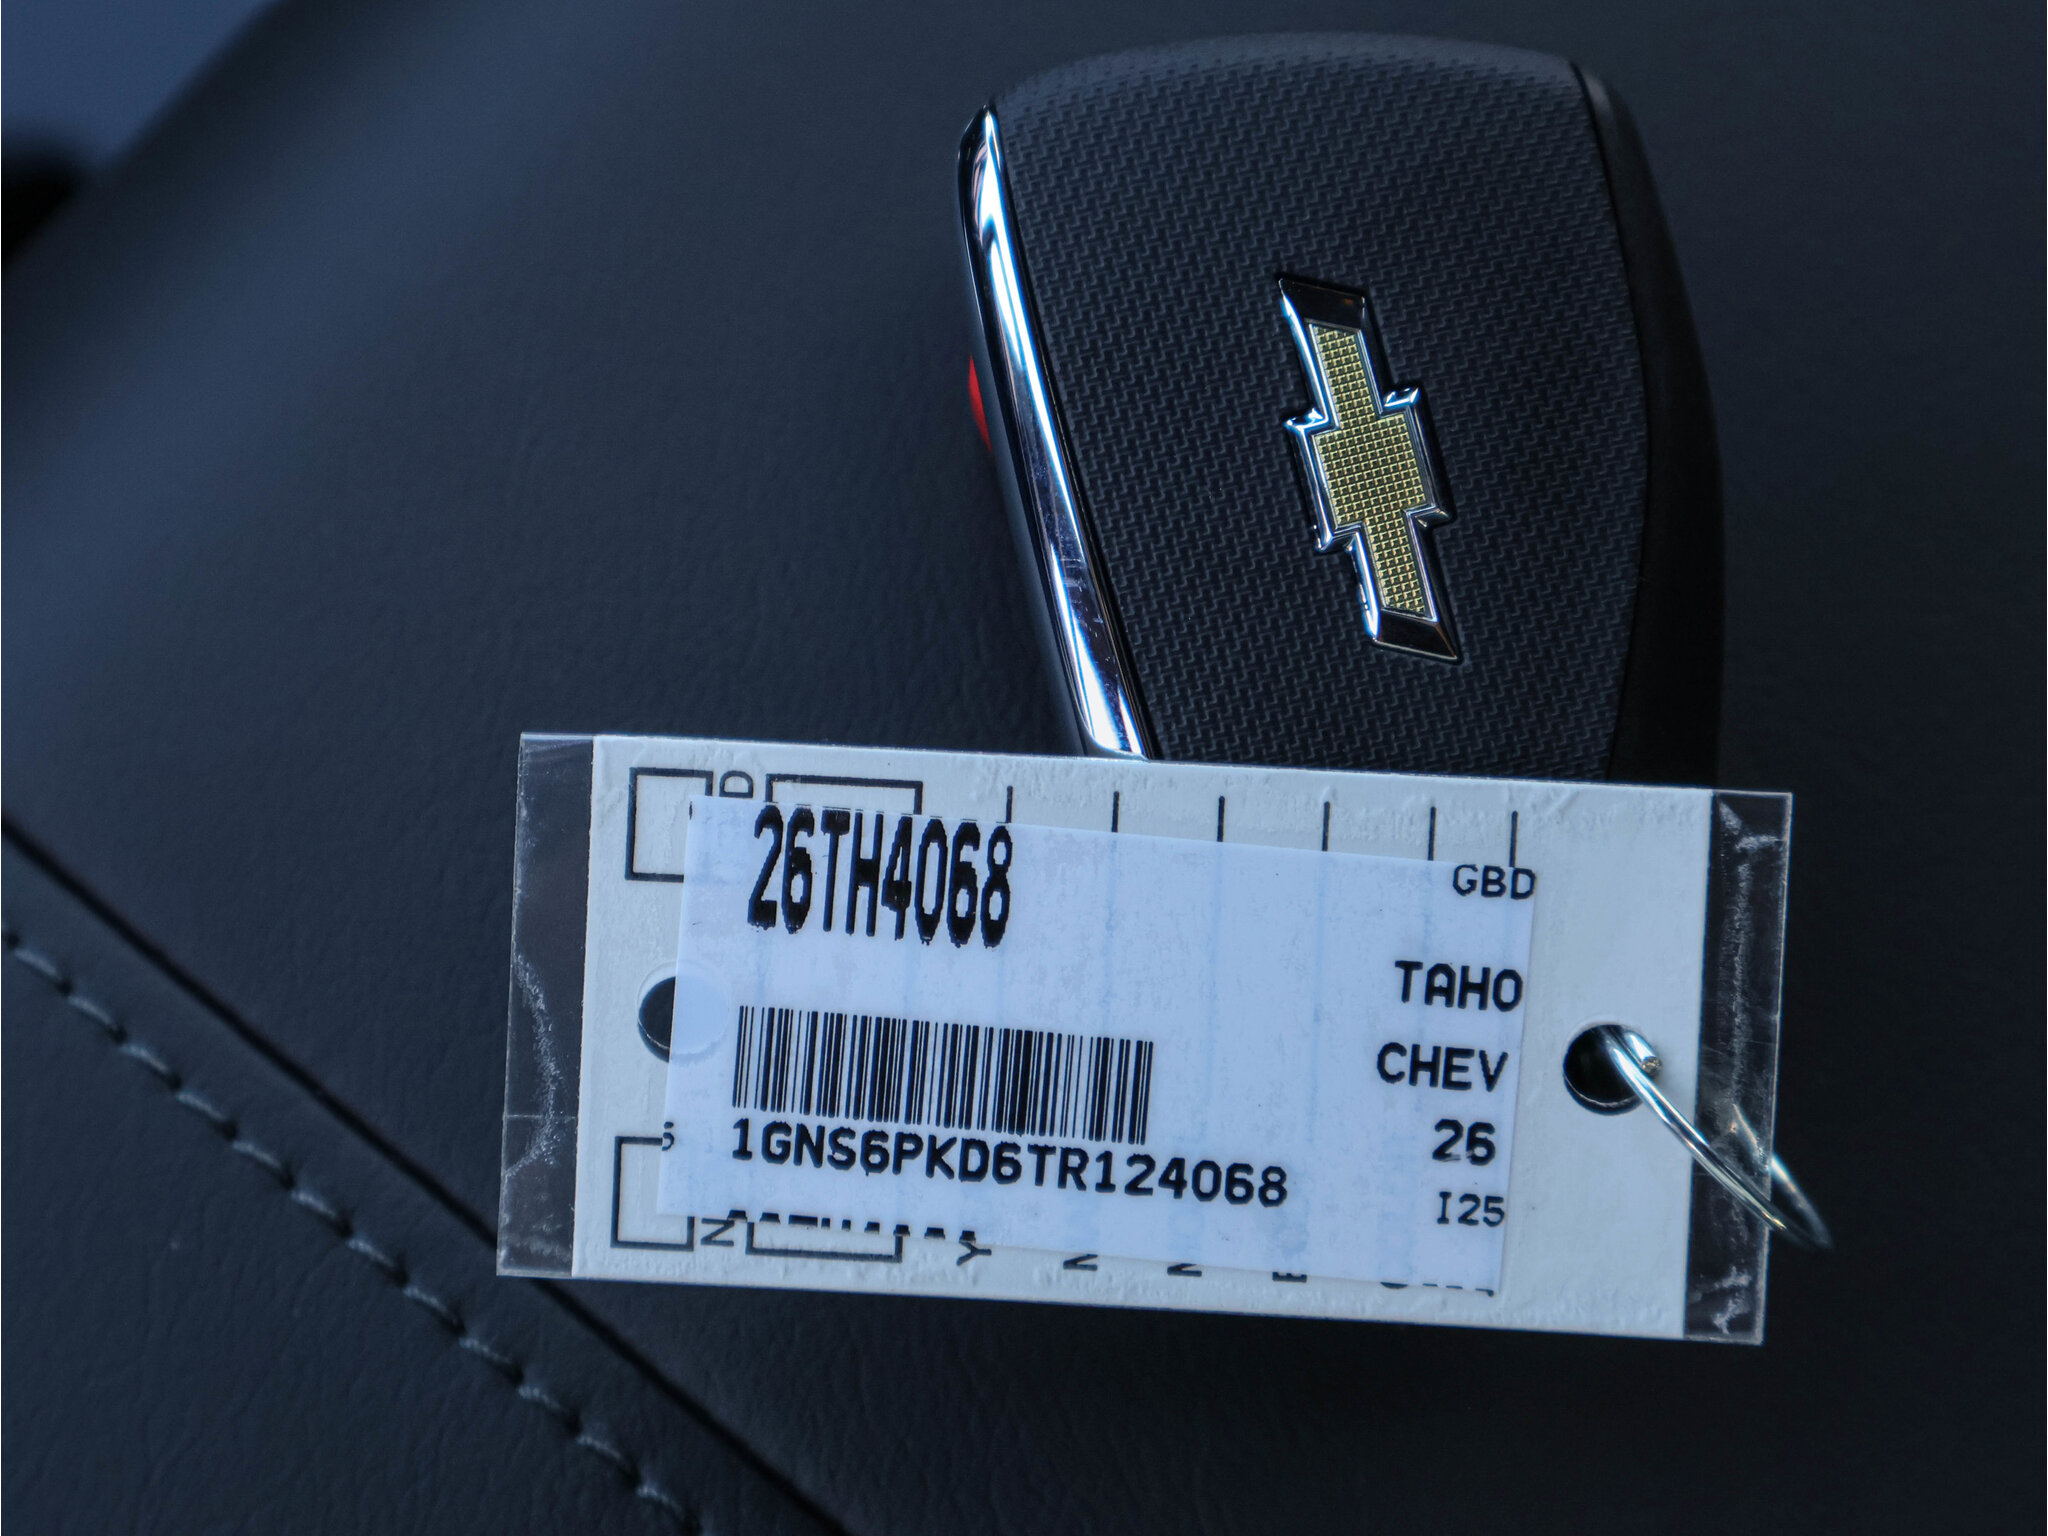 26TH4068
GBD
TAHO
CHEV
26
1GNS6PKD6TR124068
I25